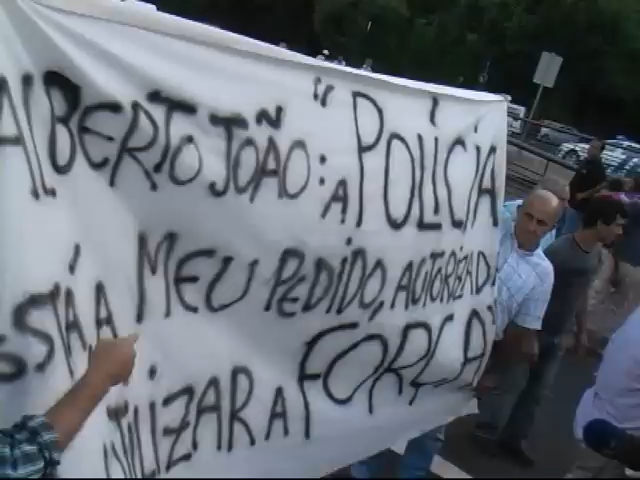 ALBERTO JOÃO: "A POLÍCIA
ESTÁ A MEU PEDIDO, AUTORIZADA
UTILIZAR A FORÇA"